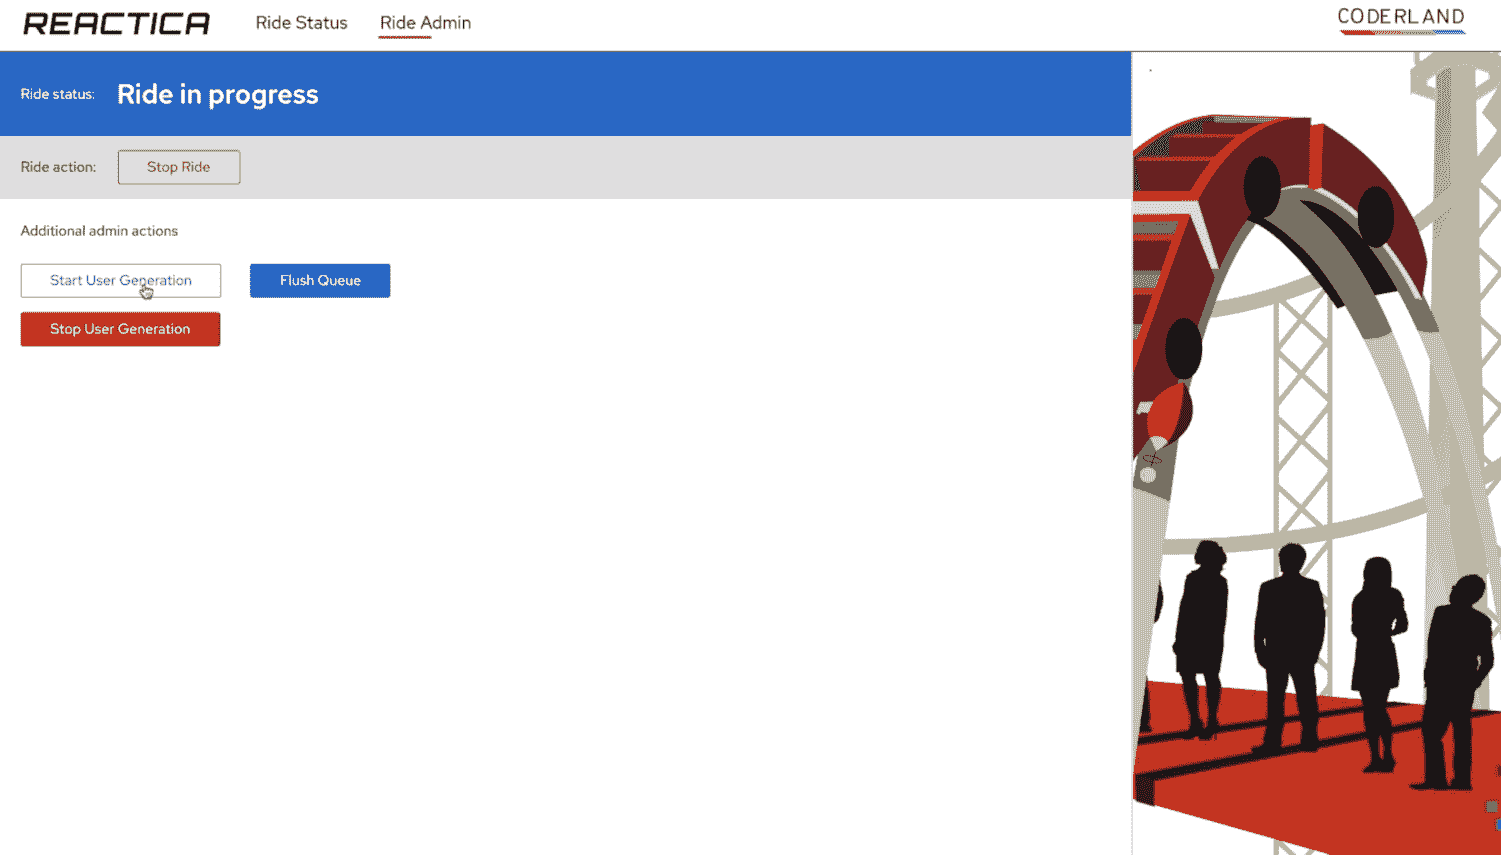 REACTICA Ride Status Ride Admin CODERLAND
Ride status: Ride in progress
Ride action: Stop Ride
Additional admin actions
Start User Generation Flush Queue
Stop User Generation